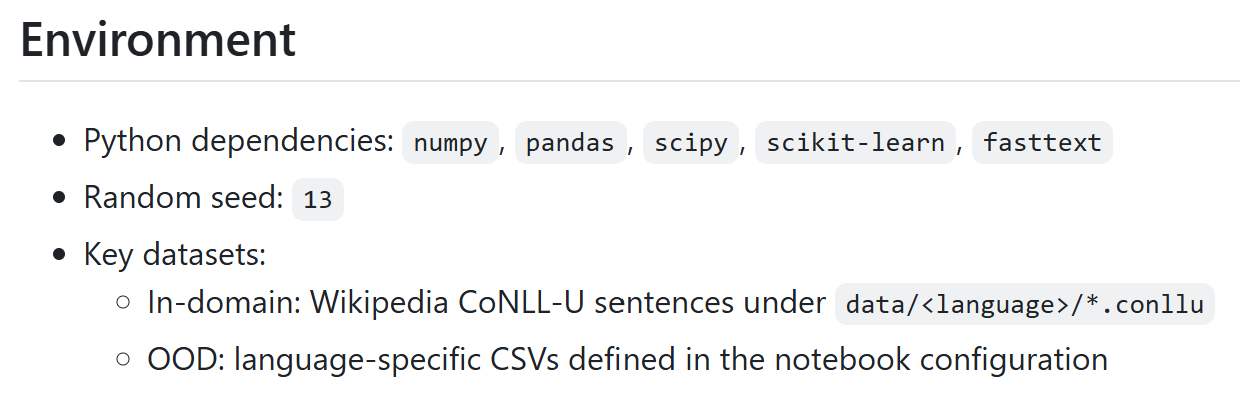 Environment
• Python dependencies: numpy, pandas, scipy, scikit-learn, fasttext
• Random seed: 13
• Key datasets:
○ In-domain: Wikipedia CoNLL-U sentences under data/<language>/*.conllu
○ OOD: language-specific CSVs defined in the notebook configuration